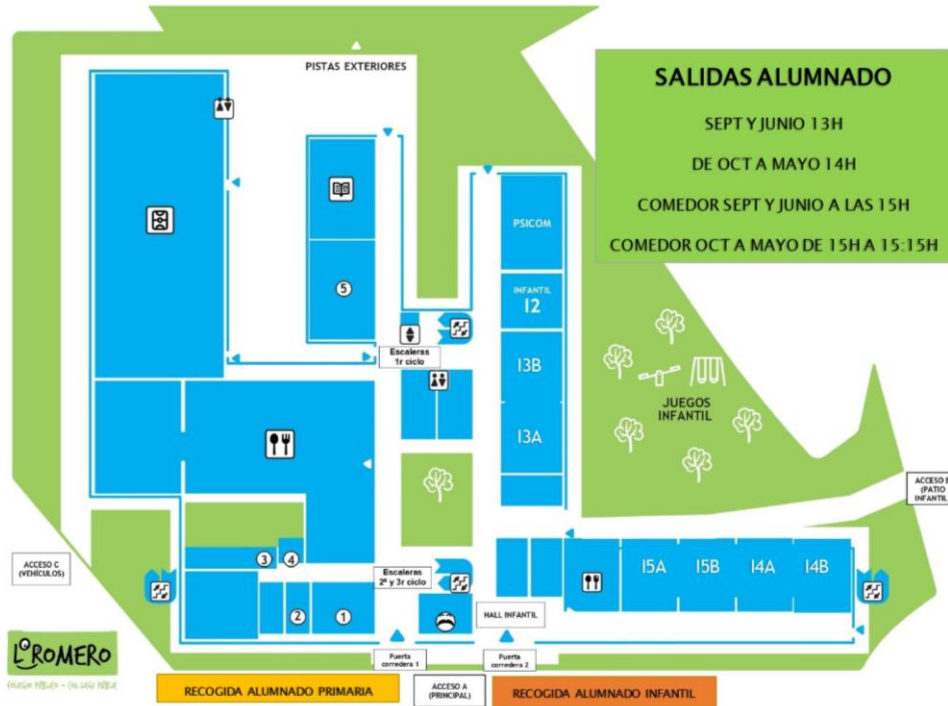 PISTAS EXTERIORES
SALIDAS ALUMNADO
SEPT Y JUNIO 13H
DE OCT A MAYO 14H
COMEDOR SEPT Y JUNIO A LAS 15H
COMEDOR OCT A MAYO DE 15H A 15:15H
PSICOM
INFANTIL
I2
5
Escaleras
1r ciclo
I3B
I3A
JUEGOS
INFANTIL
ACCESO B
(PATIO
INFANTIL)
ACCESO C
(VEHÍCULOS)
3
4
Escaleras
2º y 3r ciclo
I5A
I5B
I4A
I4B
2
1
HALL INFANTIL
Puerta
corredera 1
Puerta
corredera 2
L'ROMERO
RECOGIDA ALUMNADO PRIMARIA
ACCESO A
(PRINCIPAL)
RECOGIDA ALUMNADO INFANTIL